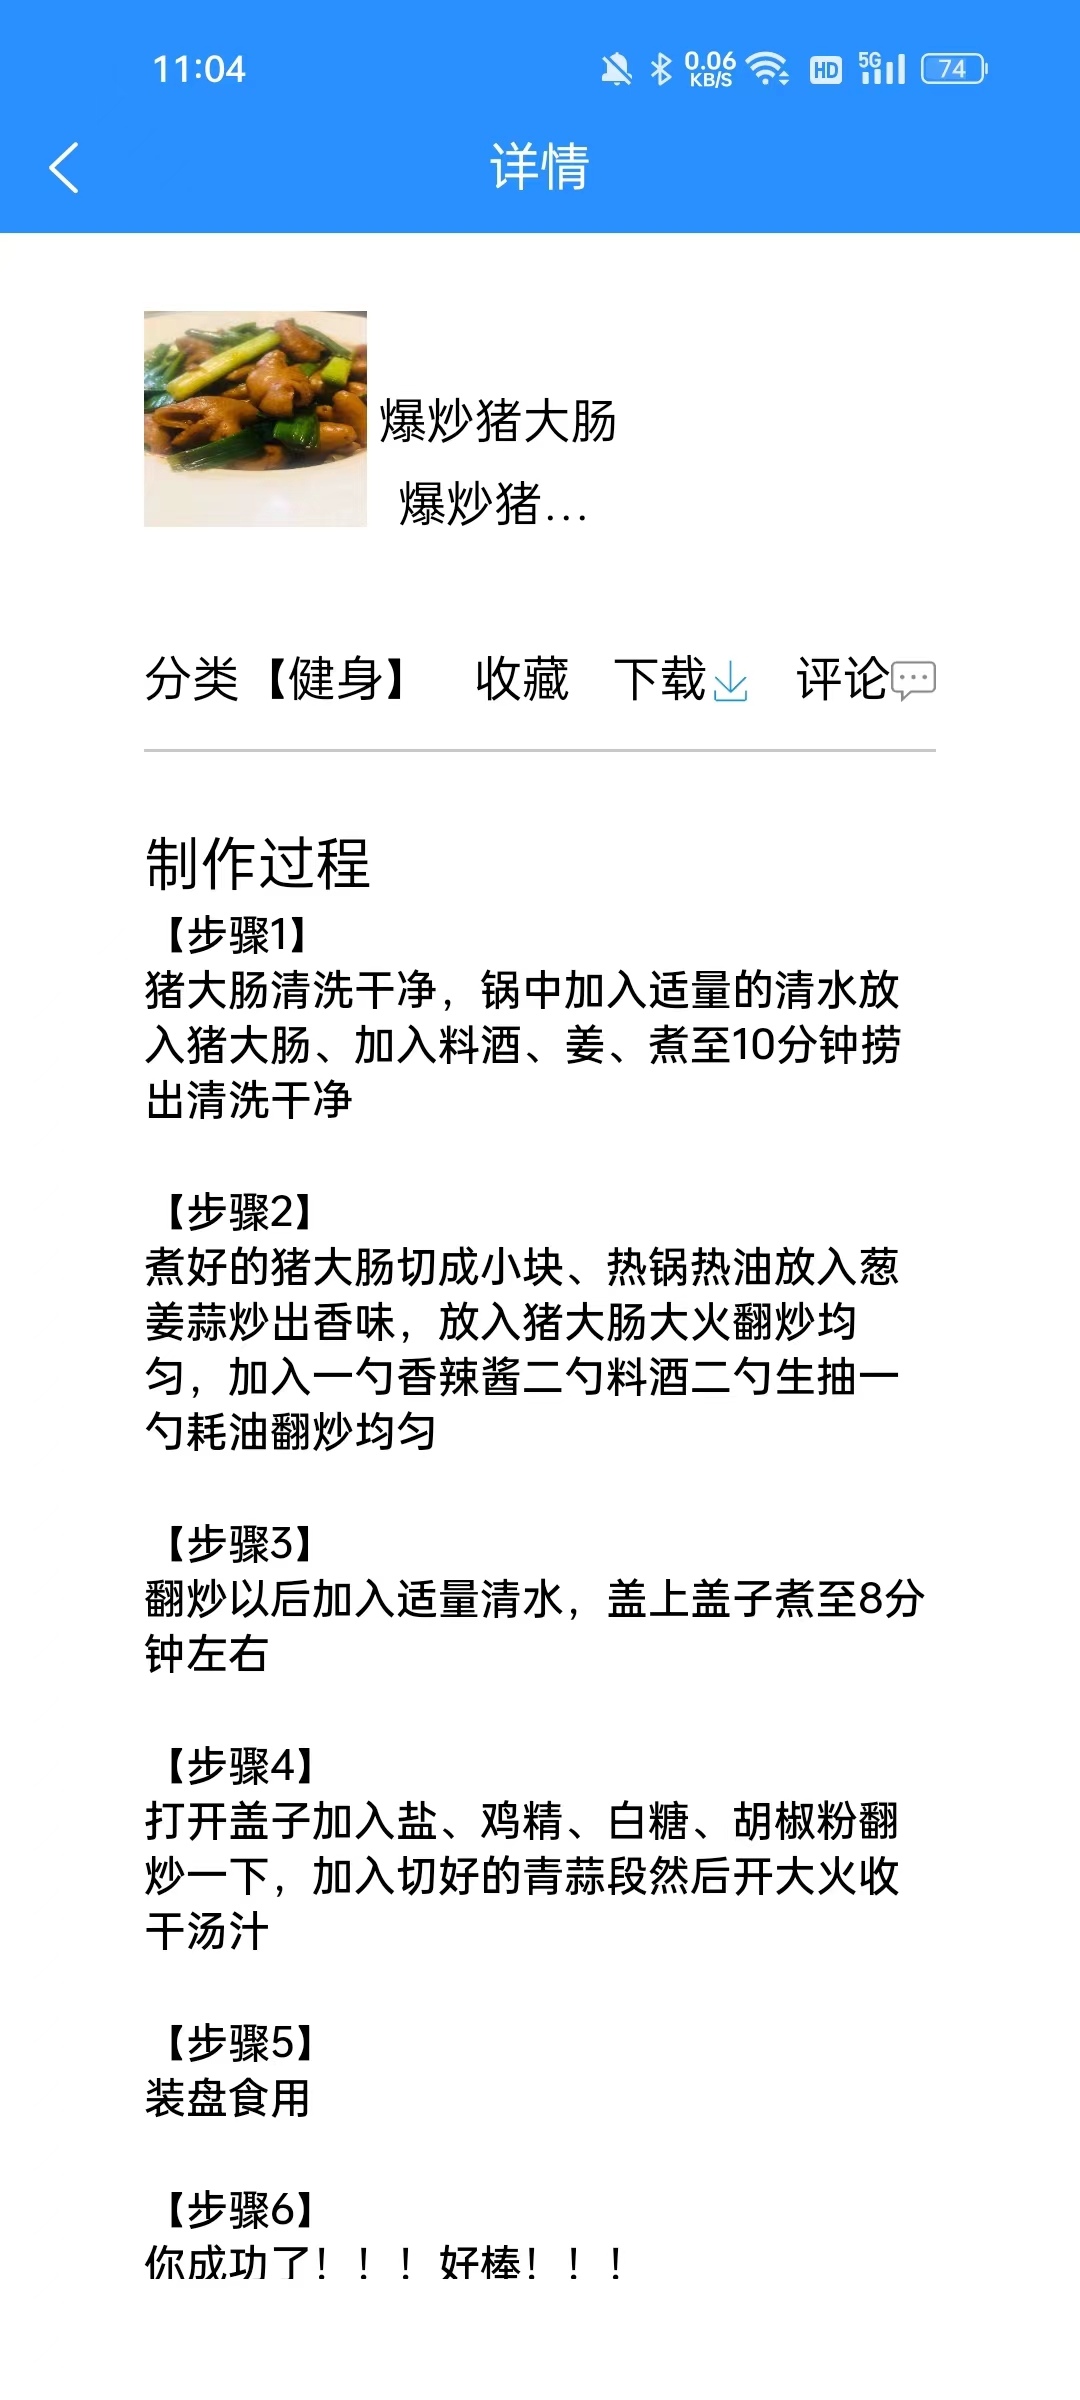 11:04
0.06
KB/S
HD
5G
74
详情
爆炒猪大肠
爆炒猪...
分类【健身】 收藏 下载 评论
制作过程
【步骤1】
猪大肠清洗干净，锅中加入适量的清水放
入猪大肠、加入料酒、姜、煮至10分钟捞
出清洗干净
【步骤2】
煮好的猪大肠切成小块、热锅热油放入葱
姜蒜炒出香味，放入猪大肠大火翻炒均
匀，加入一勺香辣酱二勺料酒二勺生抽一
勺耗油翻炒均匀
【步骤3】
翻炒以后加入适量清水，盖上盖子煮至8分
钟左右
【步骤4】
打开盖子加入盐、鸡精、白糖、胡椒粉翻
炒一下，加入切好的青蒜段然后开大火收
干汤汁
【步骤5】
装盘食用
【步骤6】
你成功了！！！好棒！！！